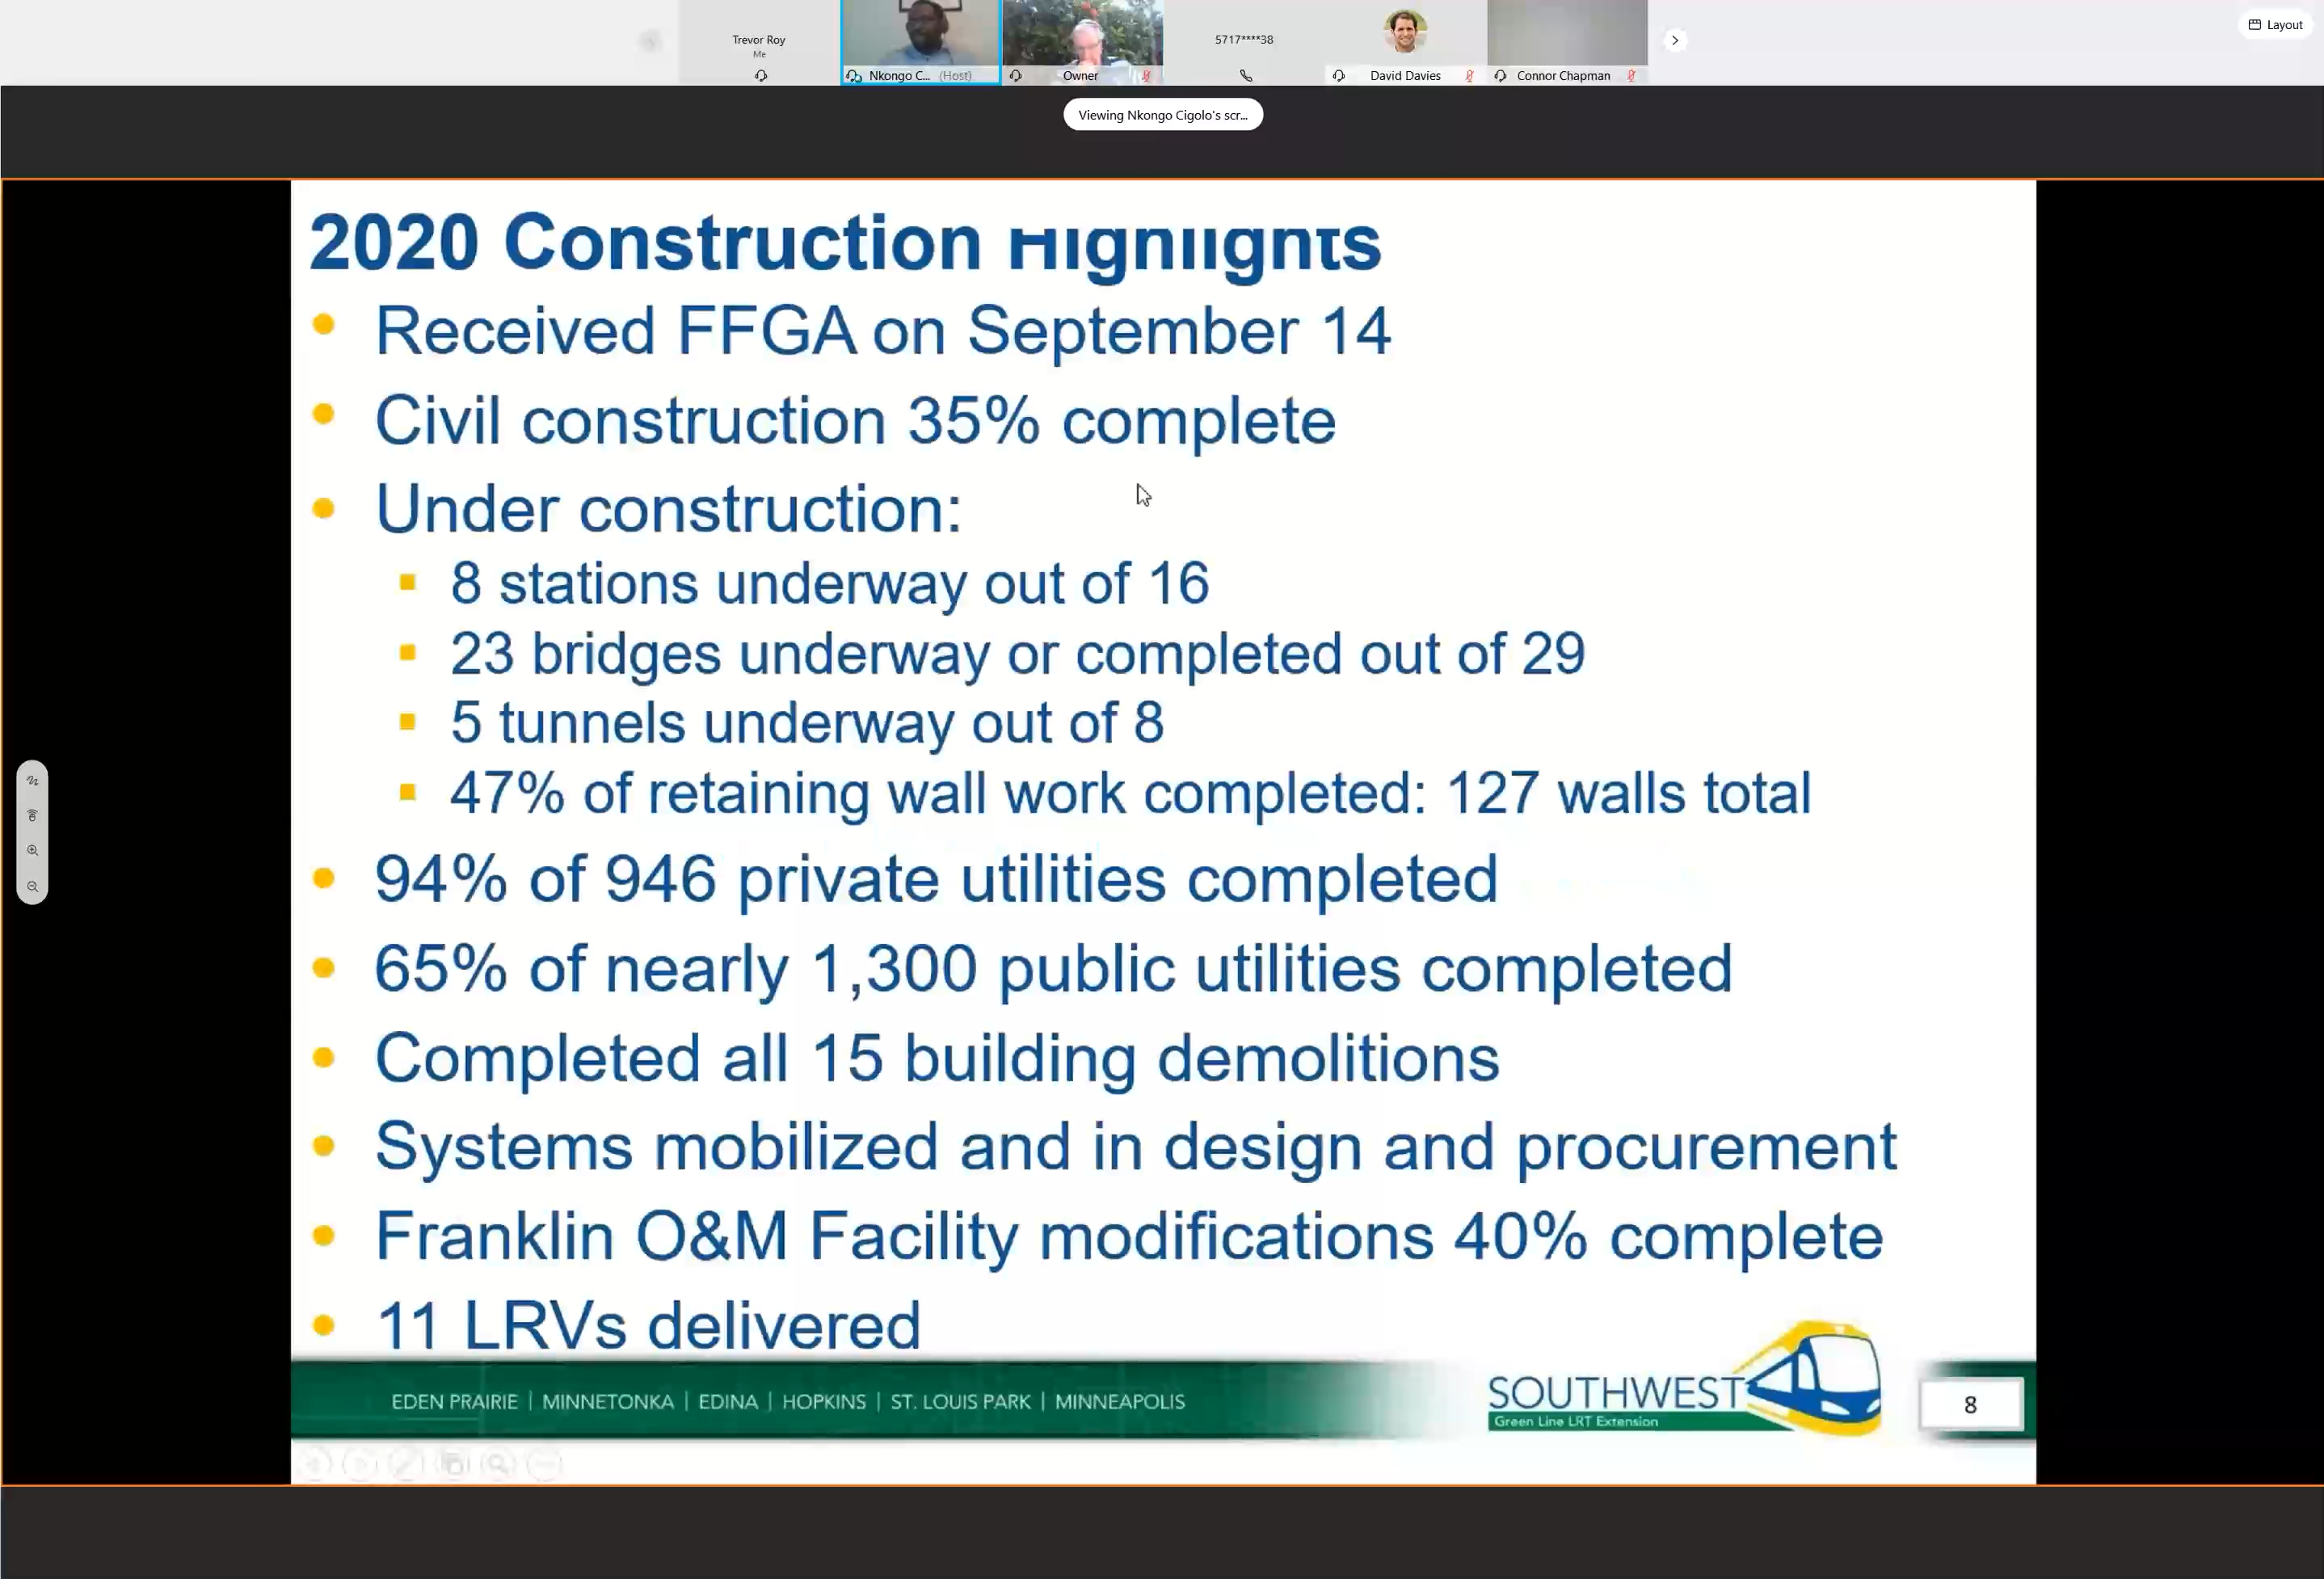 Trevor Roy
Me
Nkongo C... (Host)
Owner
5717****38
David Davies
Connor Chapman
Layout
Viewing Nkongo Cigolo's scr...
2020 Construction Highlights
Received FFGA on September 14
Civil construction 35% complete
Under construction:
8 stations underway out of 16
23 bridges underway or completed out of 29
5 tunnels underway out of 8
47% of retaining wall work completed: 127 walls total
94% of 946 private utilities completed
65% of nearly 1,300 public utilities completed
Completed all 15 building demolitions
Systems mobilized and in design and procurement
Franklin O&M Facility modifications 40% complete
11 LRVs delivered
EDEN PRAIRIE | MINNETONKA | EDINA | HOPKINS | ST. LOUIS PARK | MINNEAPOLIS
SOUTHWEST
Green Line LRT Extension
8